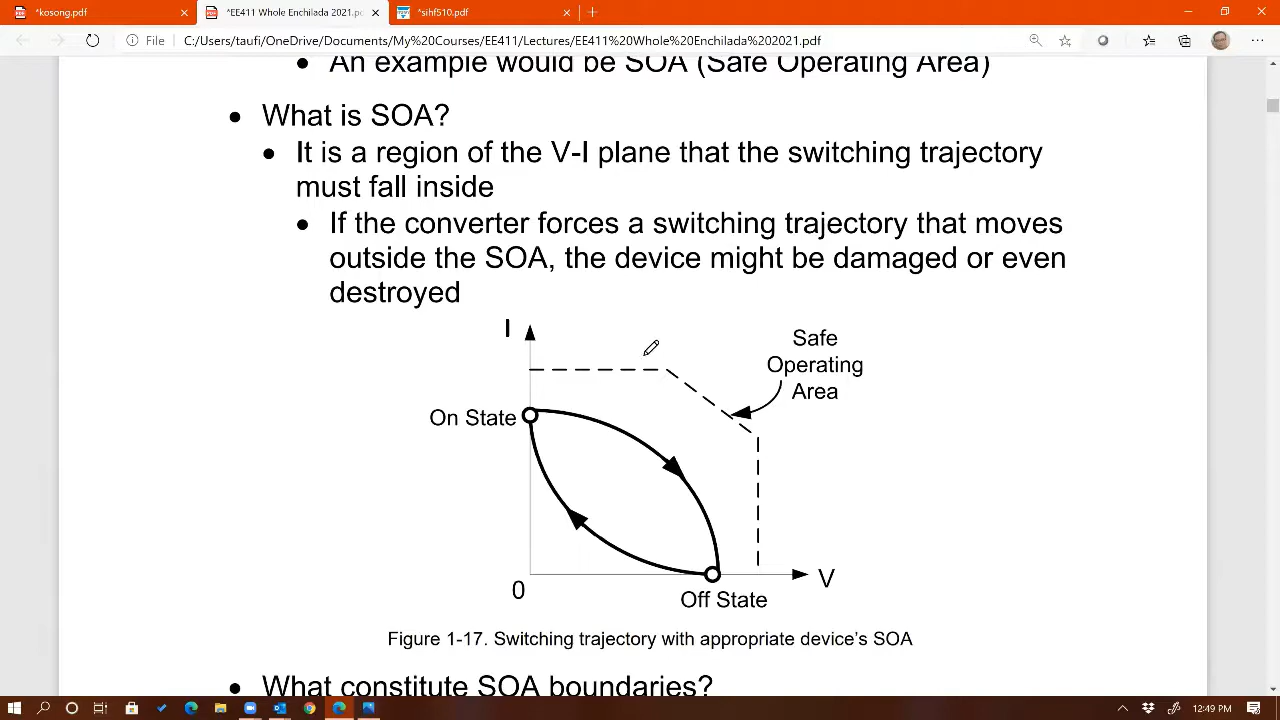 *kosong.pdf
*EE411 Whole Enchilada 2021.pd
*sihf510.pdf
File
C:/Users/taufi/OneDrive/Documents/My%20Courses/EE411/Lectures/EE411%20Whole%20Enchilada%202021.pdf
• An example would be SOA (Safe Operating Area)
• What is SOA?
• It is a region of the V-I plane that the switching trajectory
must fall inside
• If the converter forces a switching trajectory that moves
outside the SOA, the device might be damaged or even
destroyed
I
Safe
Operating
Area
On State
0
V
Off State
Figure 1-17. Switching trajectory with appropriate device’s SOA
• What constitute SOA boundaries?
12:49 PM